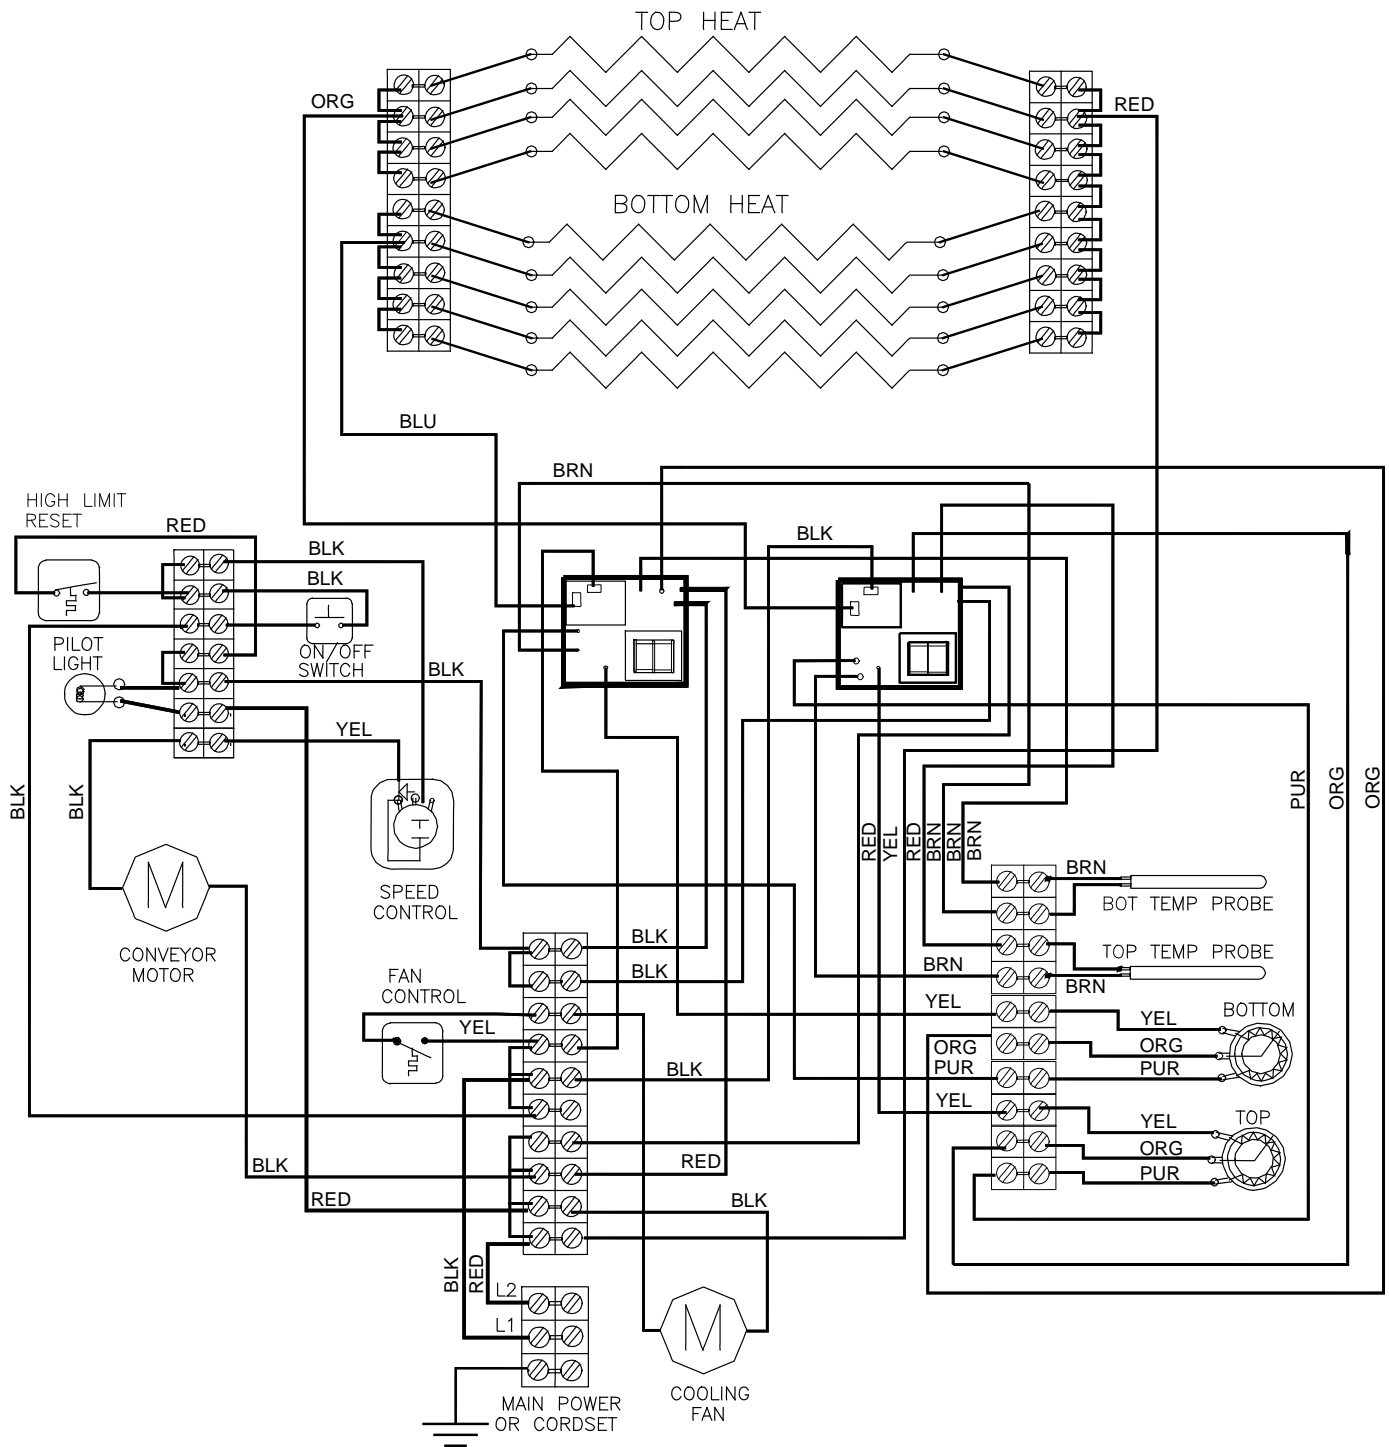 TOP HEAT
ORG
RED
BOTTOM HEAT
BLU
BRN
HIGH LIMIT
RESET
RED
BLK
BLK
BLK
PILOT
LIGHT
ON/OFF
SWITCH
BLK
YEL
BLK
BLK
PUR
ORG
ORG
RED
YEL
RED
BRN
BRN
BRN
M
SPEED
CONTROL
BRN
BOT TEMP PROBE
CONVEYOR
MOTOR
BLK
TOP TEMP PROBE
BLK
BRN
BRN
FAN
CONTROL
YEL
YEL
BOTTOM
YEL
ORG
ORG
BLK
PUR
PUR
YEL
TOP
YEL
ORG
BLK
RED
PUR
RED
BLK
BLK
RED
L2
L1
M
COOLING
FAN
MAIN POWER
OR CORDSET